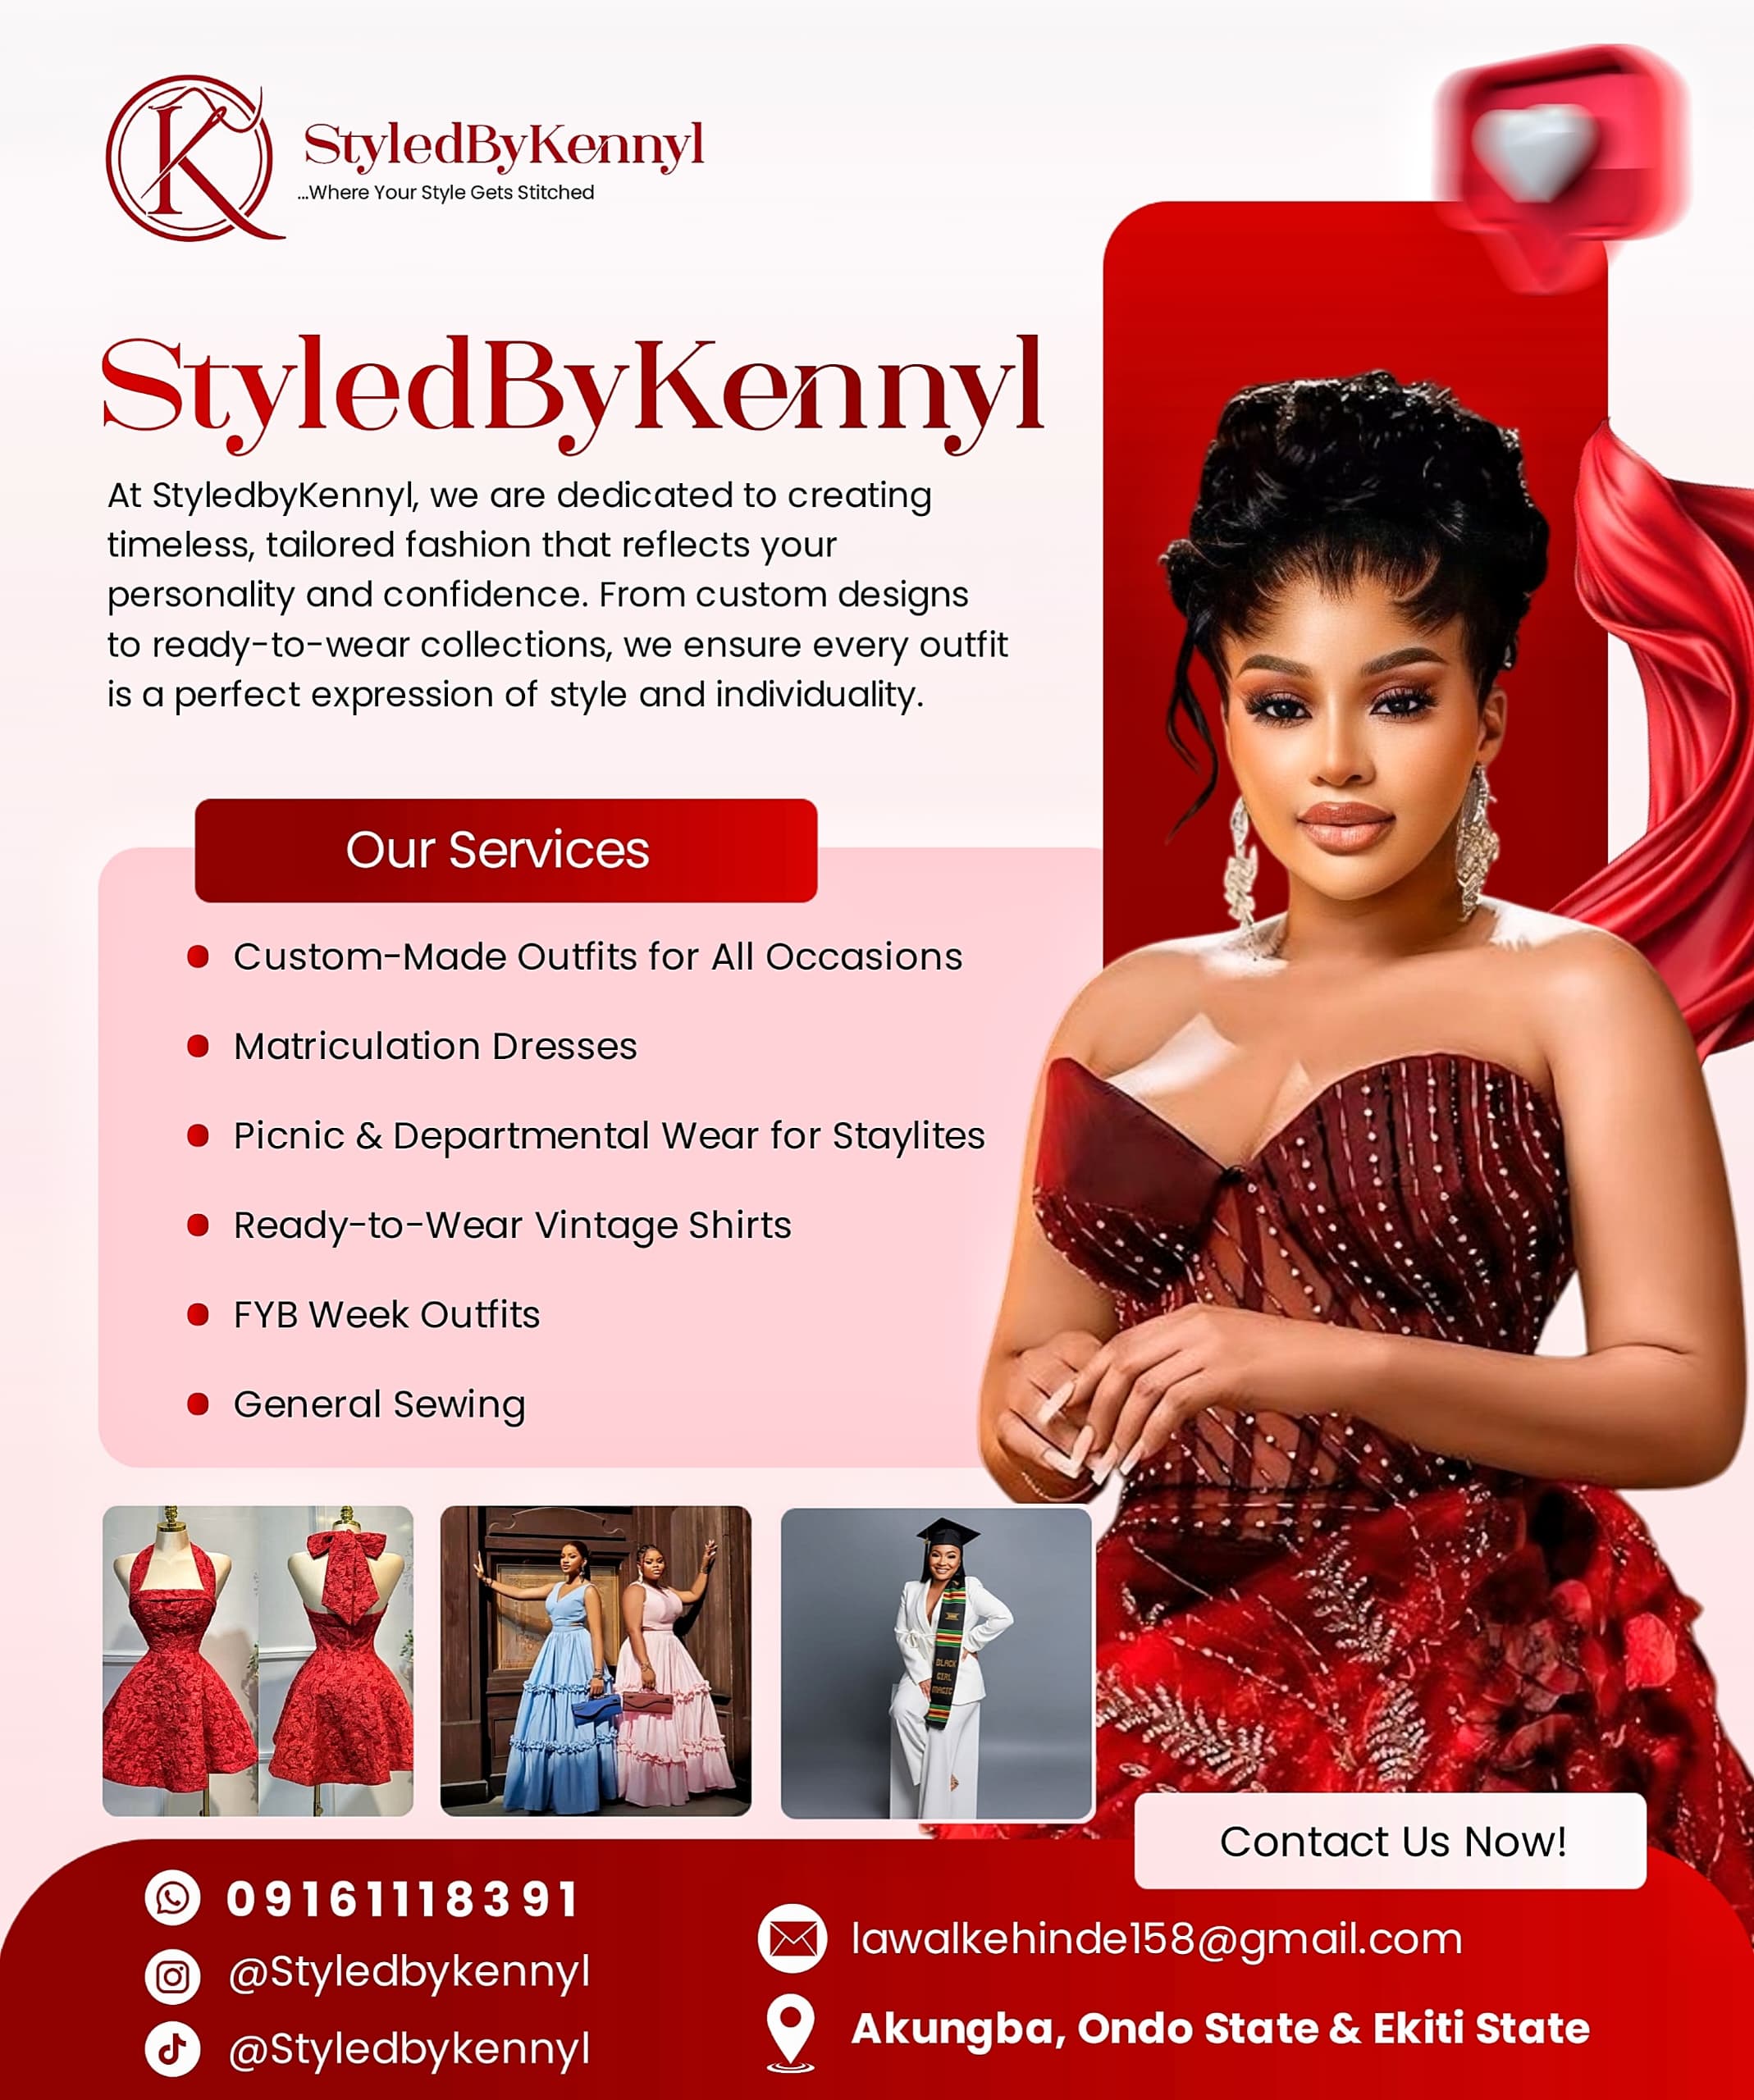 K
StyledByKennyl
...Where Your Style Gets Stitched
StyledByKennyl
At StyledbyKennyl, we are dedicated to creating
timeless, tailored fashion that reflects your
personality and confidence. From custom designs
to ready-to-wear collections, we ensure every outfit
is a perfect expression of style and individuality.
Our Services
Custom-Made Outfits for All Occasions
Matriculation Dresses
Picnic & Departmental Wear for Staylites
Ready-to-Wear Vintage Shirts
FYB Week Outfits
General Sewing
BLACK
GIRL
MAGIC
Contact Us Now!
09161118391
@Styledbykennyl
@Styledbykennyl
lawalkehinde158@gmail.com
Akungba, Ondo State & Ekiti State